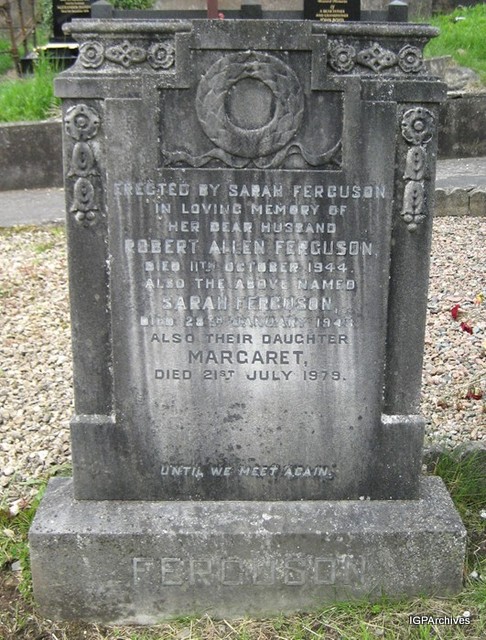 ERECTED BY SARAH FERGUSON
IN LOVING MEMORY OF
HER DEAR HUSBAND
ROBERT ALLEN FERGUSON,
DIED 11TH OCTOBER 1944.
ALSO THE ABOVE NAMED
SARAH FERGUSON,
DIED 28TH JANUARY
ALSO THEIR DAUGHTER
MARGARET,
DIED 21ST JULY 1979.
UNTIL WE MEET AGAIN.
FERGUSON
IGPArchives